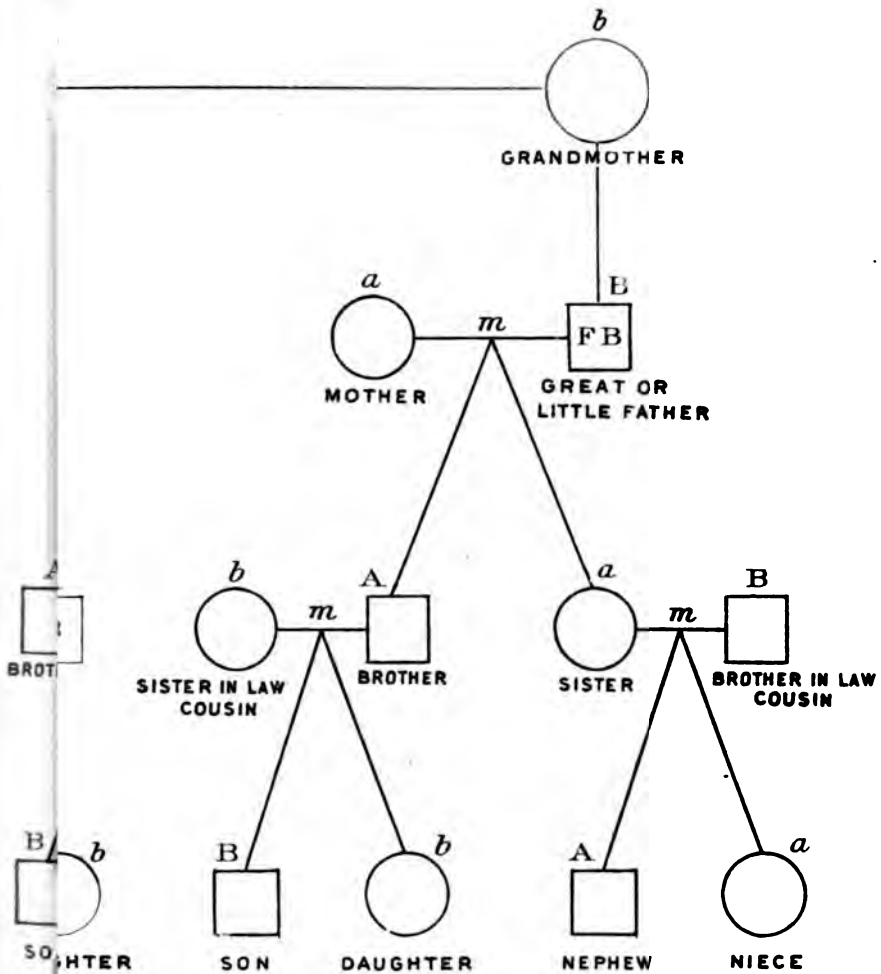 b
GRANDMOTHER
a
B
m
F B
MOTHER
GREAT OR
LITTLE FATHER
b
A
a
B
m
m
SISTER IN LAW
COUSIN
BROTHER
SISTER
BROTHER IN LAW
COUSIN
B
b
B
b
A
a
SON
DAUGHTER
NEPHEW
NIECE